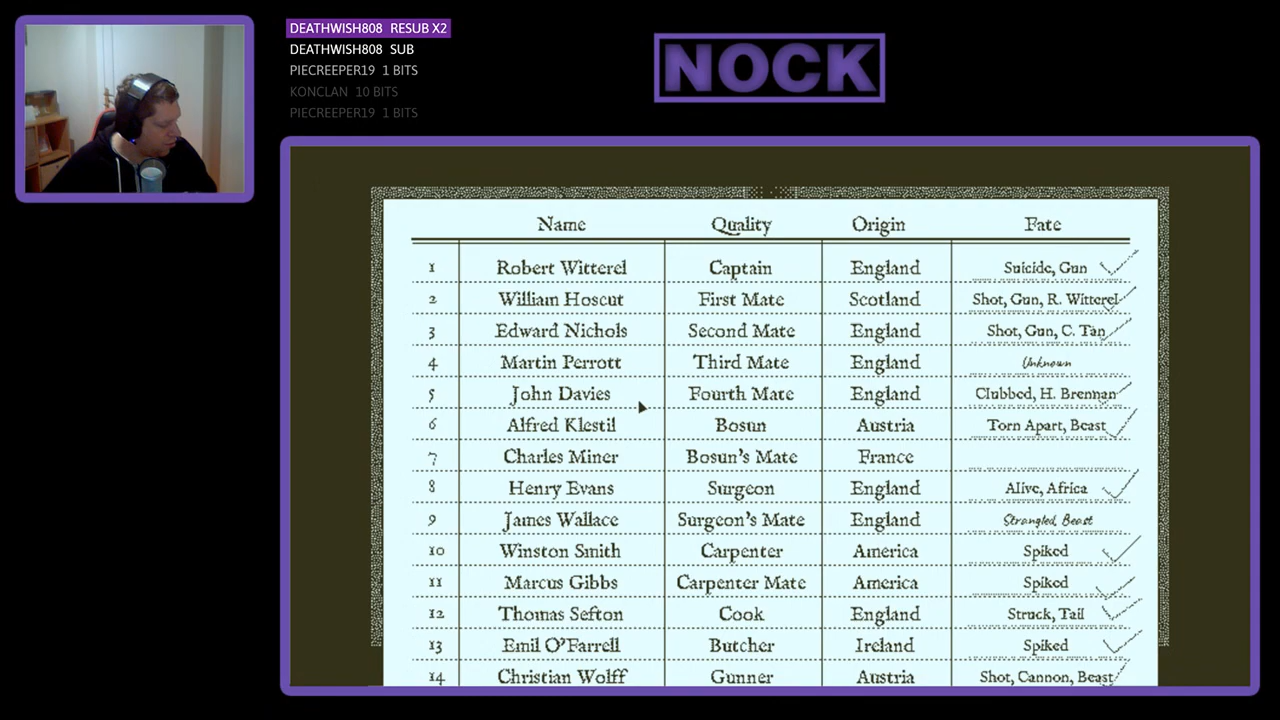 DEATHWISH808 RESUB X2
DEATHWISH808 SUB
PIECREEPER19 1 BITS
KONCLAN 10 BITS
PIECREEPER19 1 BITS
NOCK
Name Quality Origin Fate
1 Robert Witterel Captain England Suicide, Gun
2 William Hoscut First Mate Scotland Shot, Gun, R. Witterel
3 Edward Nichols Second Mate England Shot, Gun, C. Tan
4 Martin Perrott Third Mate England Unknown
5 John Davies Fourth Mate England Clubbed, H. Brennan
6 Alfred Klestil Bosun Austria Torn Apart, Beast
7 Charles Miner Bosun's Mate France
8 Henry Evans Surgeon England Alive, Africa
9 James Wallace Surgeon's Mate England Strangled, Beast
10 Winston Smith Carpenter America Spiked
11 Marcus Gibbs Carpenter Mate America Spiked
12 Thomas Sefton Cook England Struck, Tail
13 Emil O'Farrell Butcher Ireland Spiked
14 Christian Wolff Gunner Austria Shot, Cannon, Beast